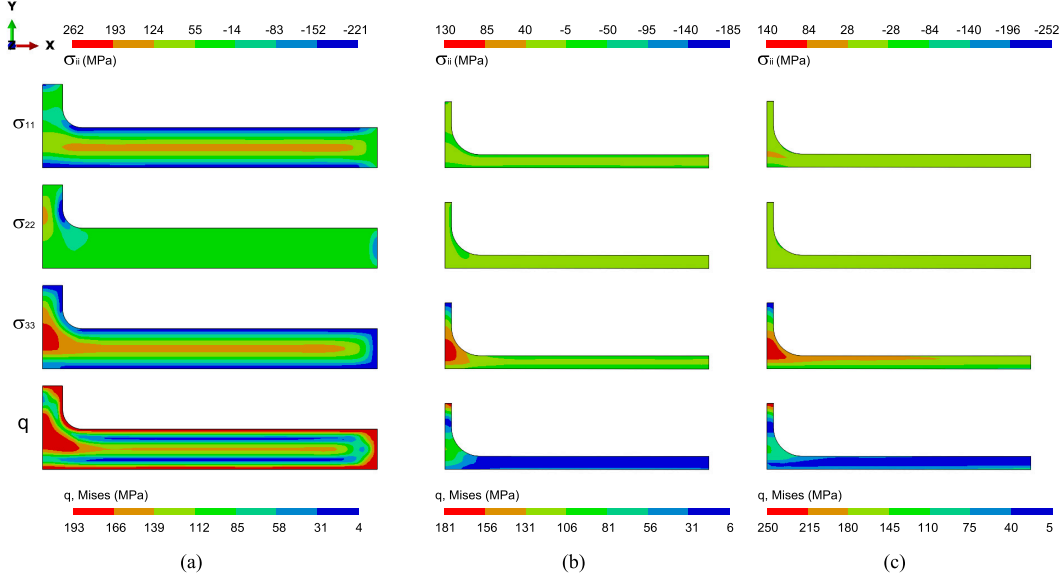 Y
Z X
262 193 124 55 -14 -83 -152 -221
σii (MPa)
130 85 40 -5 -50 -95 -140 -185
σii (MPa)
140 84 28 -28 -84 -140 -196 -252
σii (MPa)
σ11
σ22
σ33
q
q, Mises (MPa)
193 166 139 112 85 58 31 4
q, Mises (MPa)
181 156 131 106 81 56 31 6
q, Mises (MPa)
250 215 180 145 110 75 40 5
(a) (b) (c)